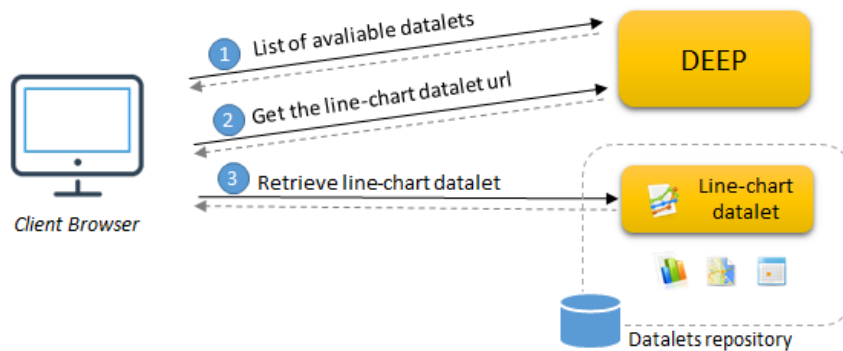 1 List of avaliable datalets
DEEP
2 Get the line-chart datalet url
3 Retrieve line-chart datalet
Line-chart
datalet
Client Browser
Datalets repository